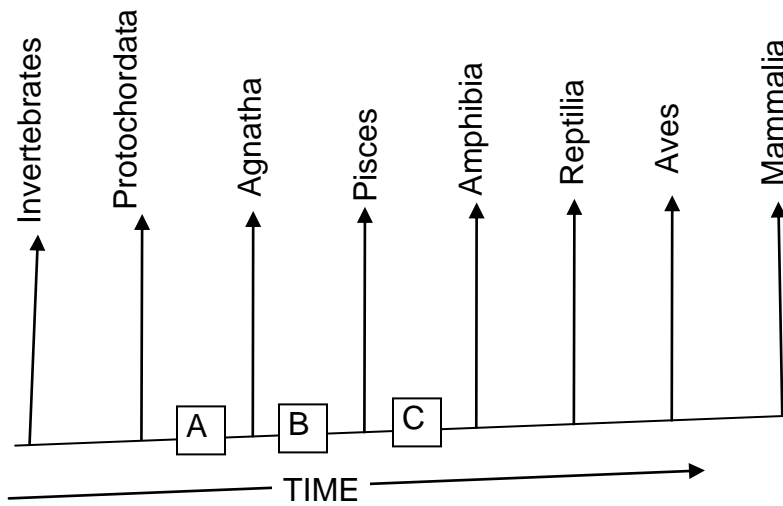 Invertebrates
Protochordata
Agnatha
Pisces
Amphibia
Reptilia
Aves
Mammalia
A
B
C
TIME